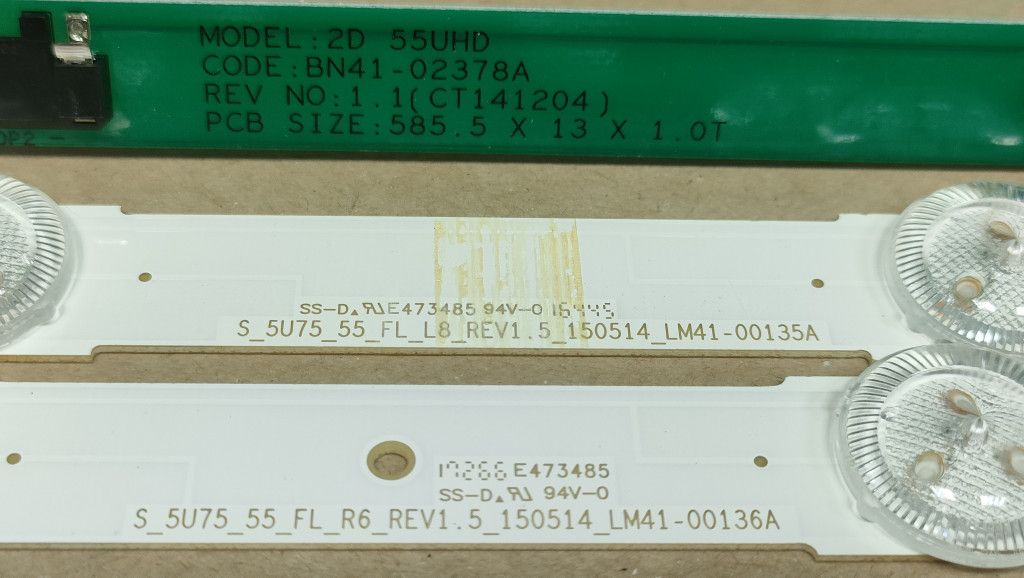 MODEL:2D 55UHD
CODE:BN41-02378A
REV NO:1.1(CT141204)
PCB SIZE:585.5 X 13 X 1.0T
OP2
SS-D E473485 94V-0 16445
S_5U75_55_FL_L8_REV1.5_150514_LM41-00135A
17266 E473485
SS-D 94V-0
S_5U75_55_FL_R6_REV1.5_150514_LM41-00136A